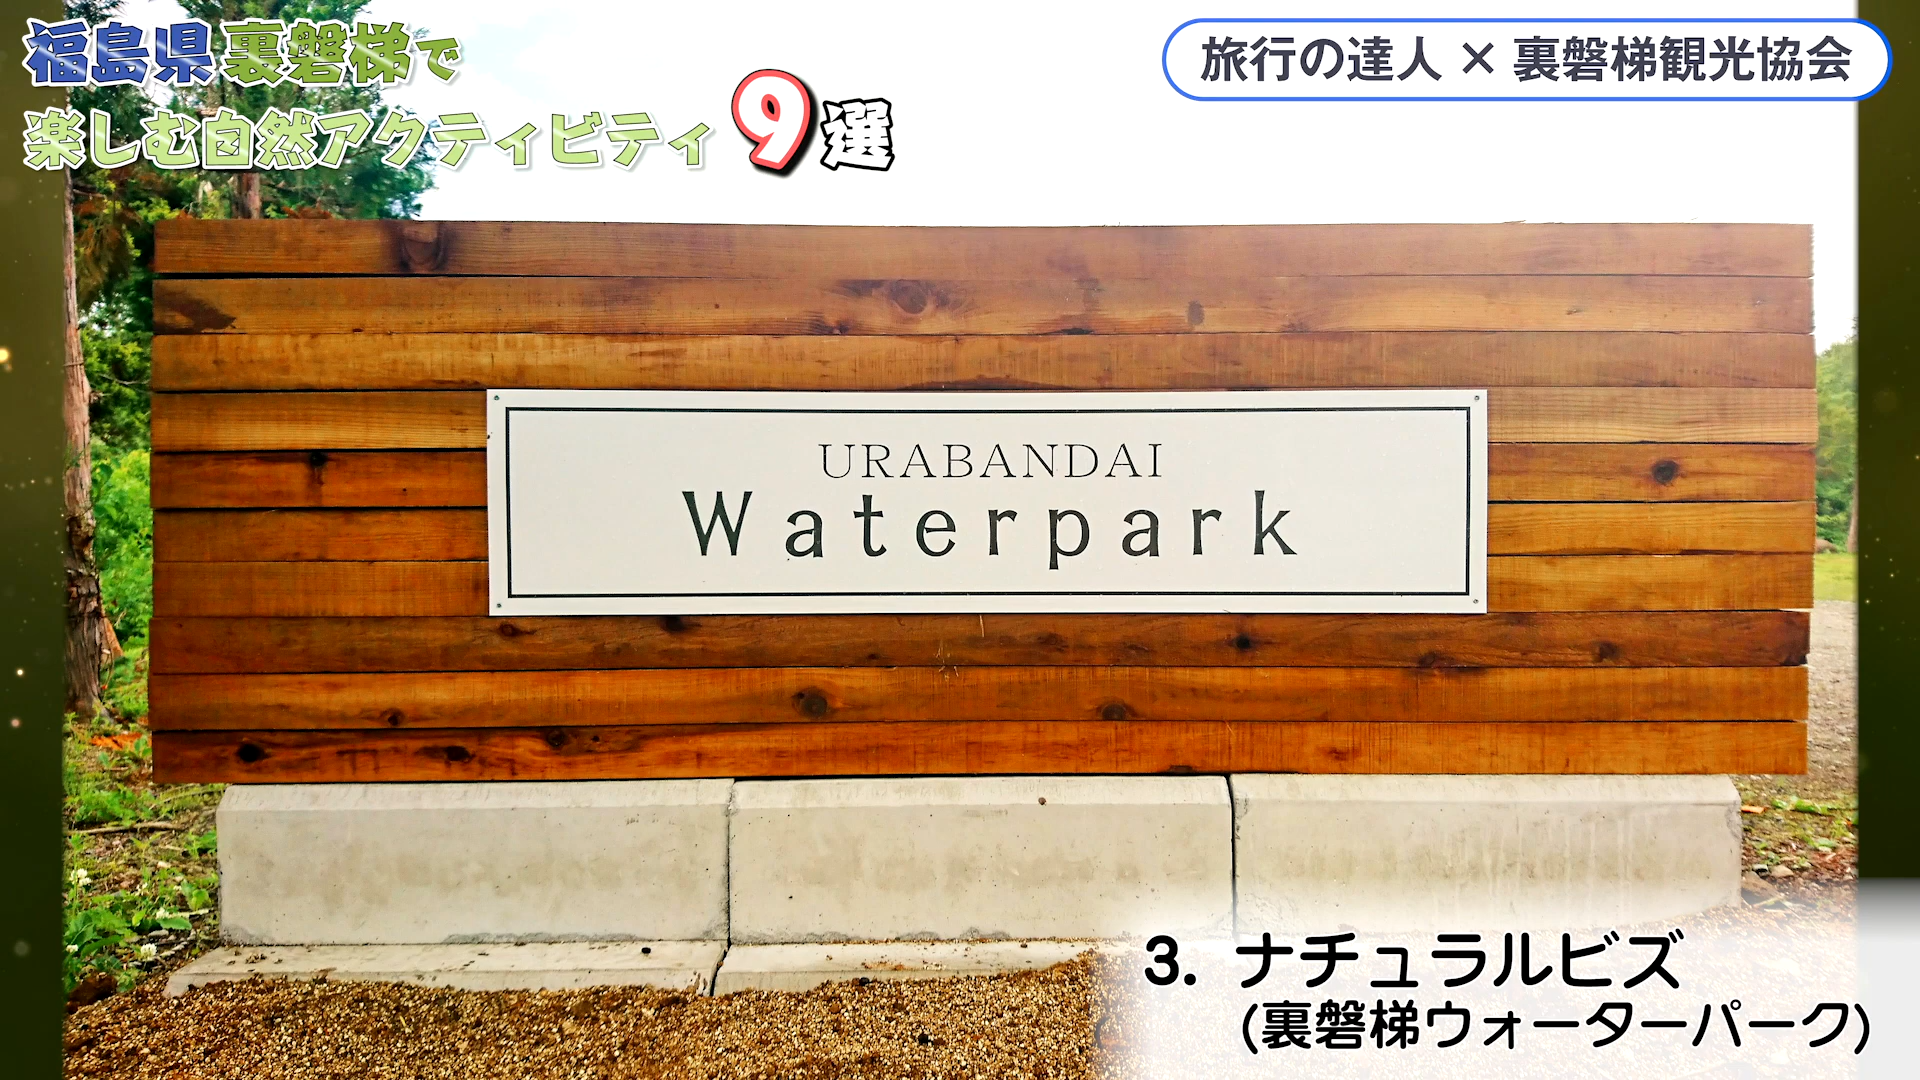 福島県裏磐梯で
楽しむ自然アクティビティ9選
旅行の達人 × 裏磐梯観光協会
URABANDAI
Waterpark
3. ナチュラルビズ
(裏磐梯ウォーターパーク)